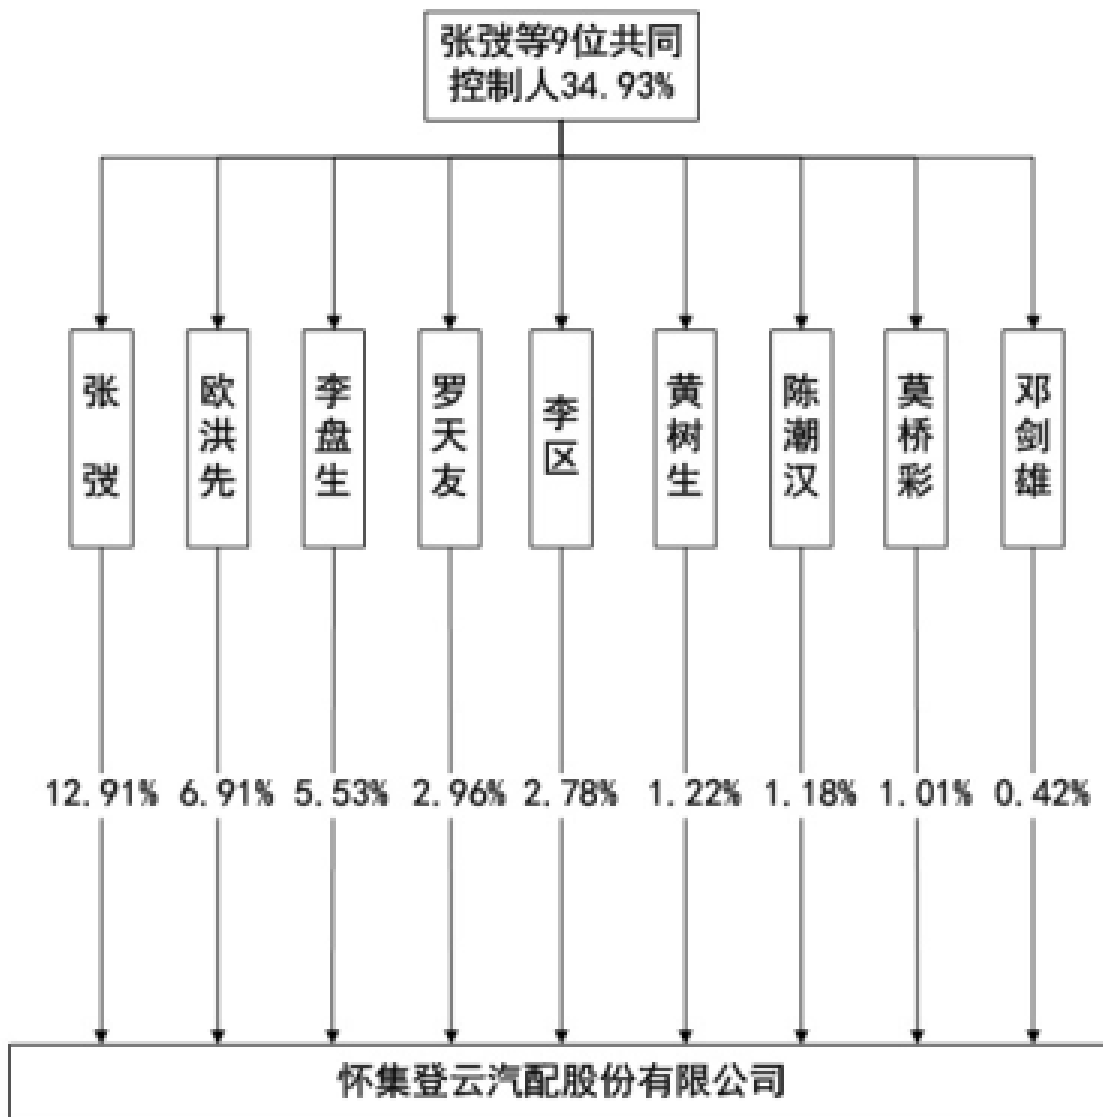 张弢等9位共同
控制人34.93%
张弢
欧洪先
李盘生
罗天友
李区
黄树生
陈潮汉
莫桥彩
邓剑雄
12.91% 6.91% 5.53% 2.96% 2.78% 1.22% 1.18% 1.01% 0.42%
怀集登云汽配股份有限公司